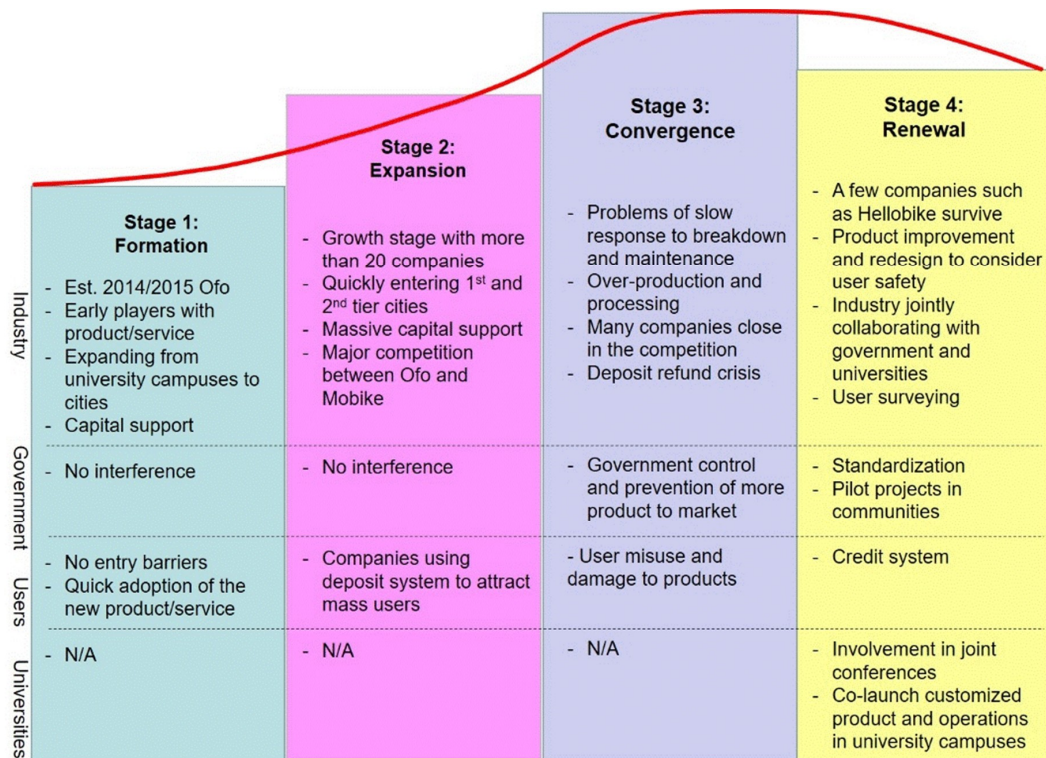 Stage 1:
Formation
Stage 2:
Expansion
Stage 3:
Convergence
Stage 4:
Renewal
Industry
- Est. 2014/2015 Ofo
- Early players with
product/service
- Expanding from
university campuses to
cities
- Capital support
- Growth stage with more
than 20 companies
- Quickly entering 1st and
2nd tier cities
- Massive capital support
- Major competition
between Ofo and
Mobike
- Problems of slow
response to breakdown
and maintenance
- Over-production and
processing
- Many companies close
in the competition
- Deposit refund crisis
- A few companies such
as Hellobike survive
- Product improvement
and redesign to consider
user safety
- Industry jointly
collaborating with
government and
universities
- User surveying
Government
- No interference
- No interference
- Government control
and prevention of more
product to market
- Standardization
- Pilot projects in
communities
Users
- No entry barriers
- Quick adoption of the
new product/service
- Companies using
deposit system to attract
mass users
- User misuse and
damage to products
- Credit system
Universities
- N/A
- N/A
- N/A
- Involvement in joint
conferences
- Co-launch customized
product and operations
in university campuses